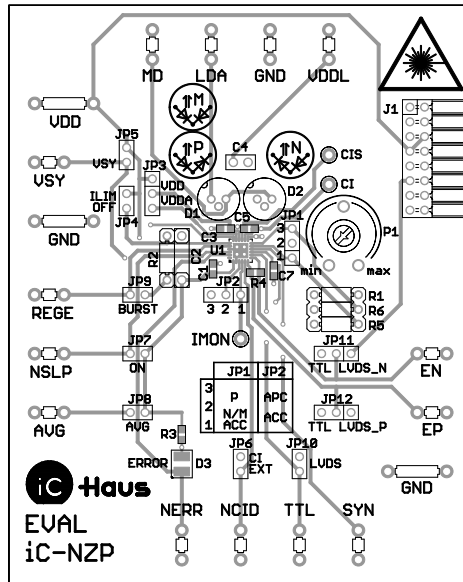 MD LDA GND VDDL
M
VDD
JP5
P
N
C4
J1
VSY
VSY
JP3
CIS
VDD
VDDA
CI
ILIM
OFF
JP4
D1
D2
GND
C3
C5
JP1
P1
U1
3
2
1
R2
C2
C1
R4
C7
min max
JP9
JP2
R1
REGE
BURST
3 2 1
R6
R5
IMON
JP7
JP11
NSLP
ON
TTL LVDS_N
EN
JP1 JP2
3
2
1
P
N/M
ACC
APC
ACC
JP8
JP12
AVG
AVG
TTL LVDS_P
EP
R3
JP6
JP10
ERROR
D3
CI
EXT
LVDS
iC Haus
GND
NERR NCID TTL SYN
EVAL
iC-NZP